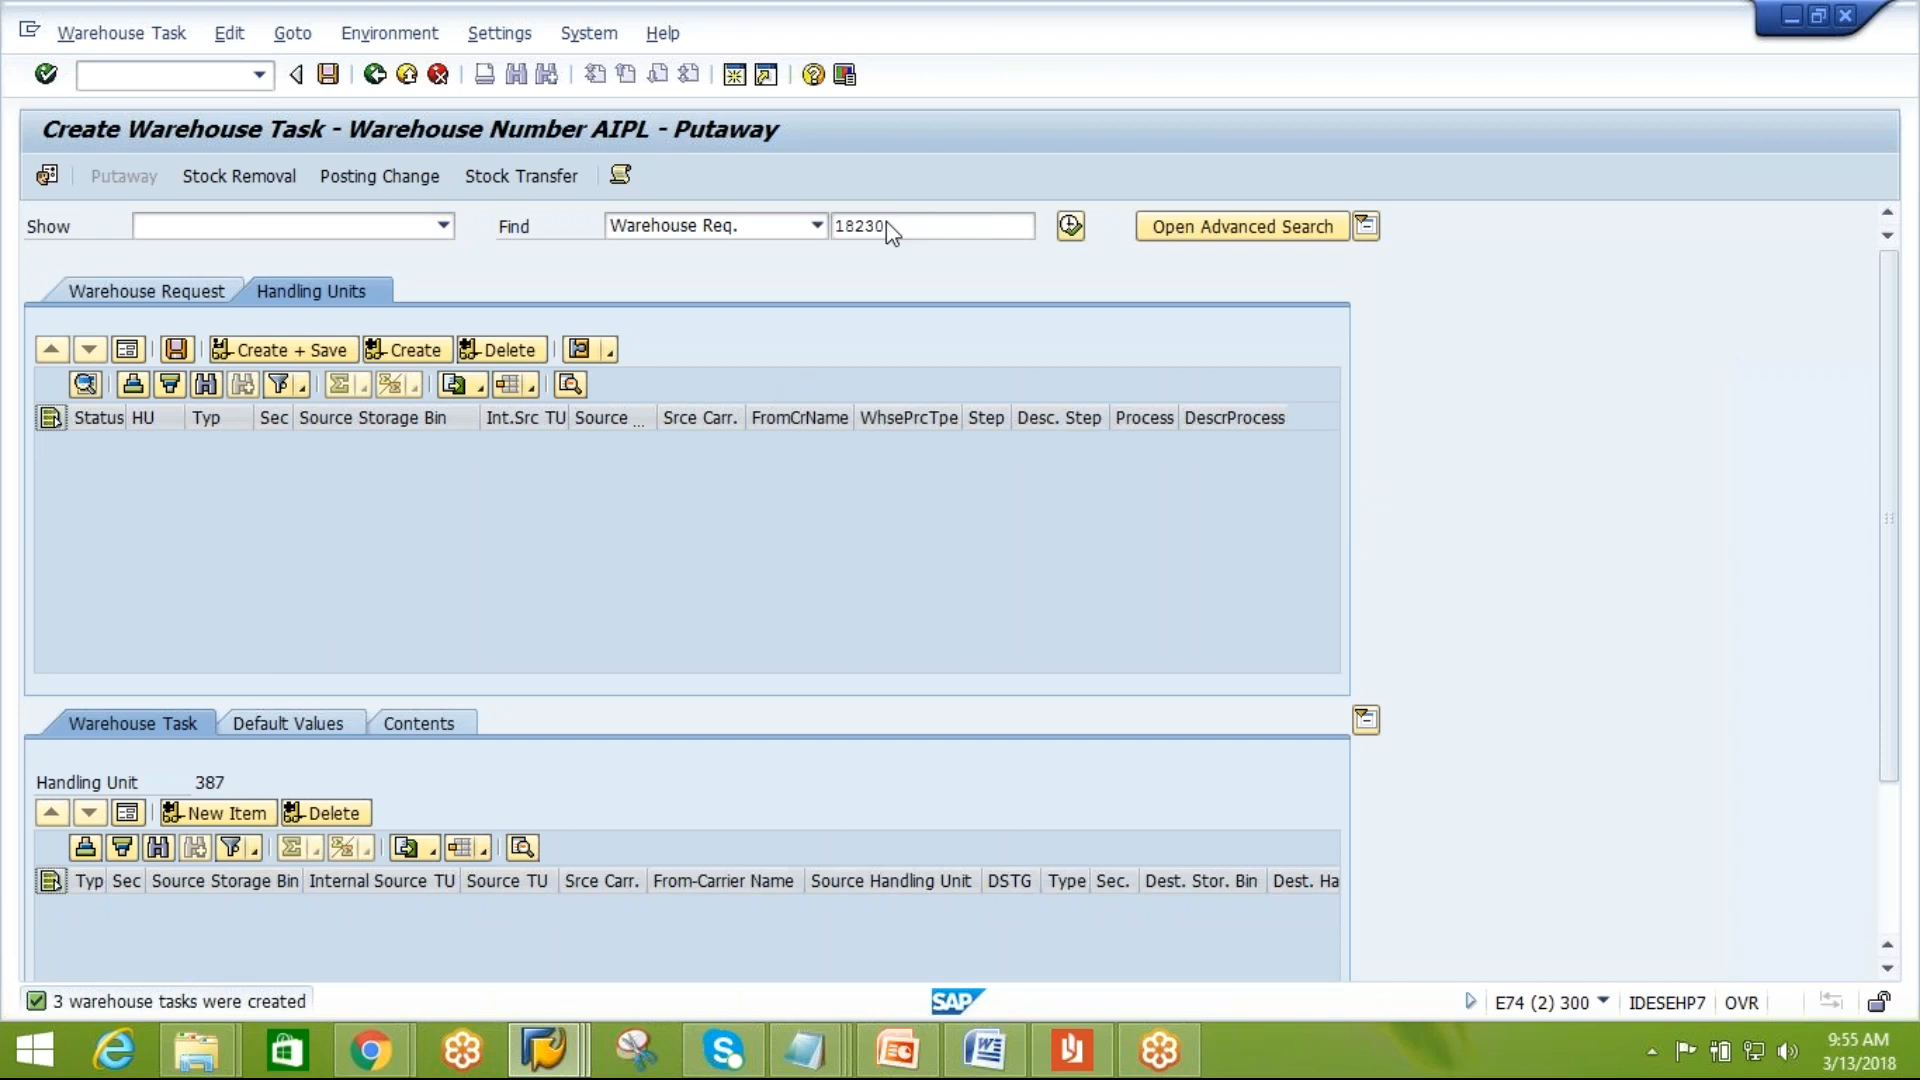 Warehouse Task Edit Goto Environment Settings System Help
Create Warehouse Task - Warehouse Number AIPL - Putaway
Putaway Stock Removal Posting Change Stock Transfer
Show Find Warehouse Req. 18230 Open Advanced Search
Warehouse Request Handling Units
Create + Save Create Delete
Status HU Typ Sec Source Storage Bin Int.Src TU Source ... Srce Carr. FromCrName WhsePrcTpe Step Desc. Step Process DescrProcess
Warehouse Task Default Values Contents
Handling Unit 387
New Item Delete
Typ Sec Source Storage Bin Internal Source TU Source TU Srce Carr. From-Carrier Name Source Handling Unit DSTG Type Sec. Dest. Stor. Bin Dest. Ha
3 warehouse tasks were created SAP E74 (2) 300 IDESEHP7 OVR
9:55 AM
3/13/2018